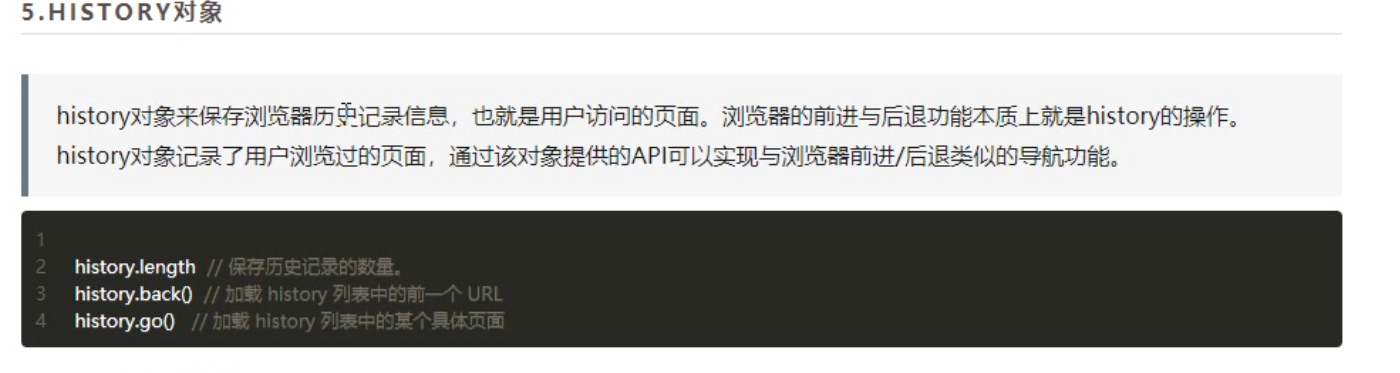 5.HISTORY对象
history对象来保存浏览器历史记录信息，也就是用户访问的页面。浏览器的前进与后退功能本质上就是history的操作。
history对象记录了用户浏览过的页面，通过该对象提供的API可以实现与浏览器前进/后退类似的导航功能。
1
2 history.length // 保存历史记录的数量。
3 history.back() // 加载 history 列表中的前一个 URL
4 history.go() // 加载 history 列表中的某个具体页面